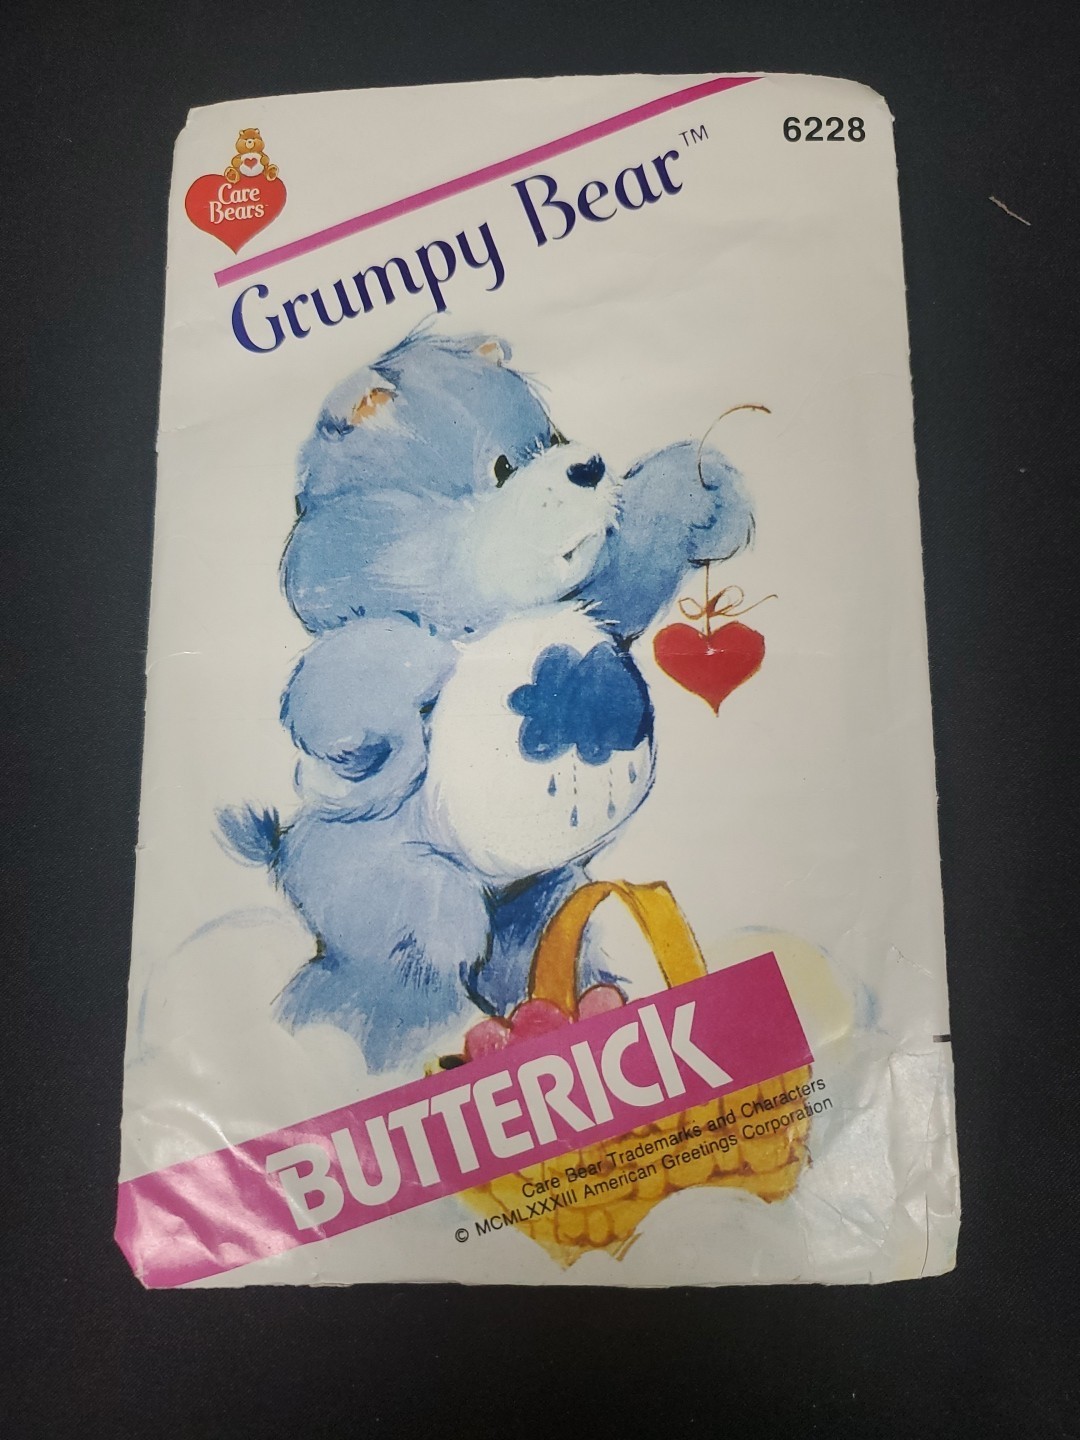 6228
Care
Bears
Grumpy Bear™
BUTTERICK
Care Bear Trademarks and Characters
© MCMLXXXIII American Greetings Corporation